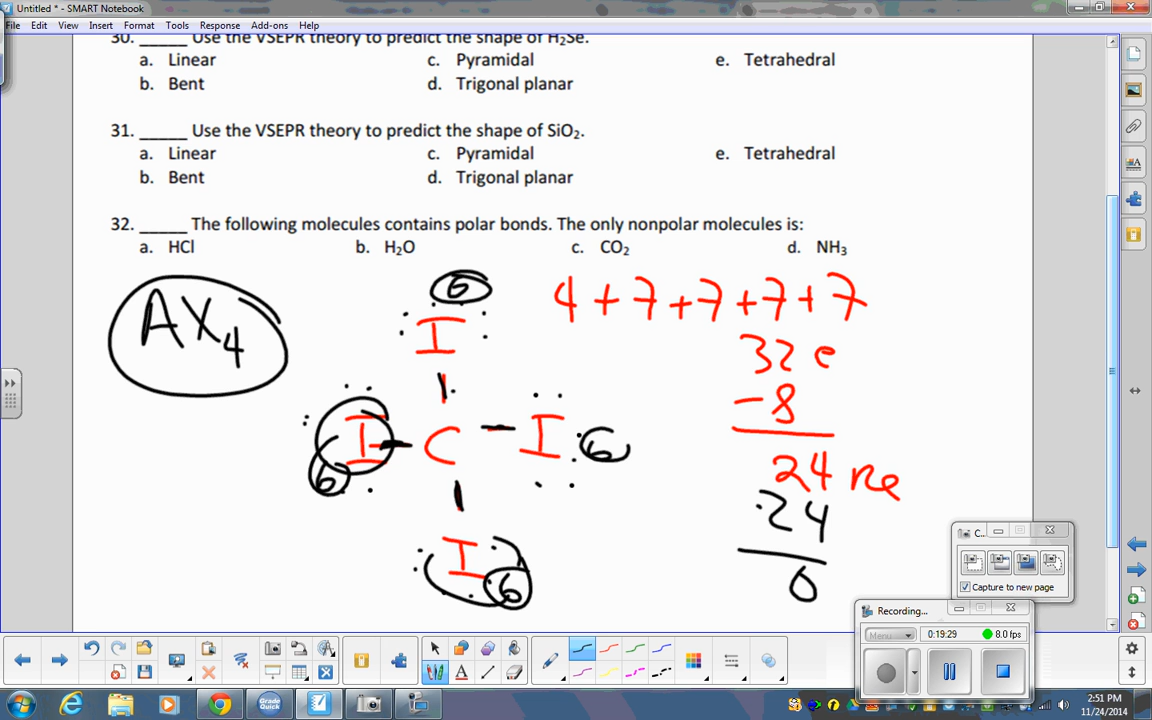 Untitled * - SMART Notebook
File Edit View Insert Format Tools Response Add-ons Help
30. _____ Use the VSEPR theory to predict the shape of H₂Se.
a. Linear c. Pyramidal e. Tetrahedral
b. Bent d. Trigonal planar
31. _____ Use the VSEPR theory to predict the shape of SiO₂.
a. Linear c. Pyramidal e. Tetrahedral
b. Bent d. Trigonal planar
32. _____ The following molecules contains polar bonds. The only nonpolar molecules is:
a. HCl b. H₂O c. CO₂ d. NH₃
AX₄
6
I
I - C - I 6
6
I 6
4 + 7 + 7 + 7 + 7
32 e
- 8
24 Re
- 24
0
C...
Capture to new page
Recording...
Menu 0:19:29 8.0 fps
Grade Quick
2:51 PM
11/24/2014